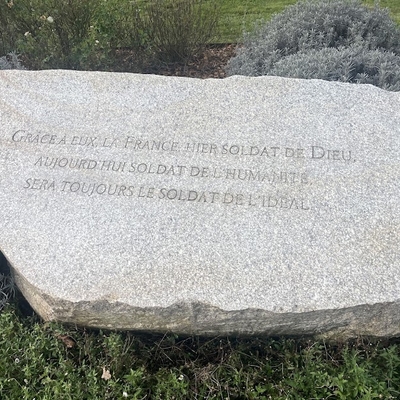 GRÂCE À EUX, LA FRANCE, HIER SOLDAT DE DIEU,
AUJOURD'HUI SOLDAT DE L'HUMANITÉ,
SERA TOUJOURS LE SOLDAT DE L'IDÉAL.